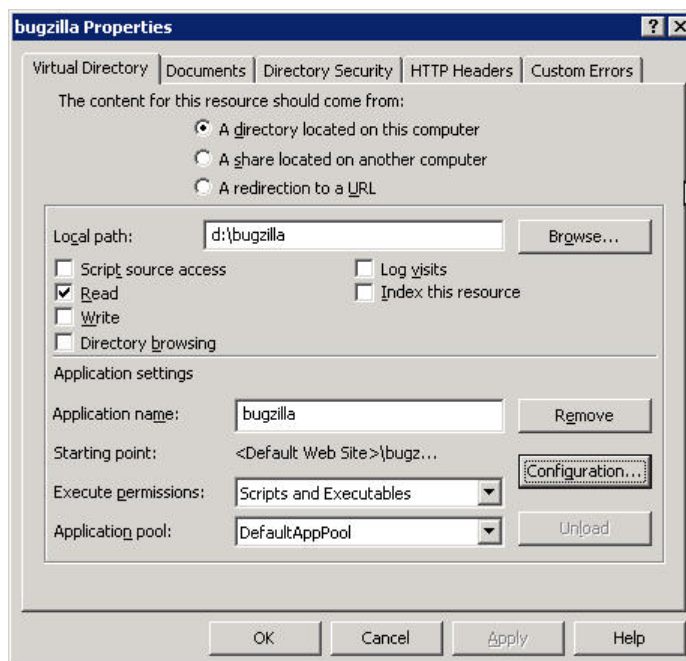 bugzilla Properties
Virtual Directory Documents Directory Security HTTP Headers Custom Errors
The content for this resource should come from:
A directory located on this computer
A share located on another computer
A redirection to a URL
Local path: d:\bugzilla Browse...
Script source access Log visits
Read Index this resource
Write
Directory browsing
Application settings
Application name: bugzilla Remove
Starting point: <Default Web Site>\bugz...
Configuration...
Execute permissions: Scripts and Executables
Application pool: DefaultAppPool Unload
OK Cancel Apply Help